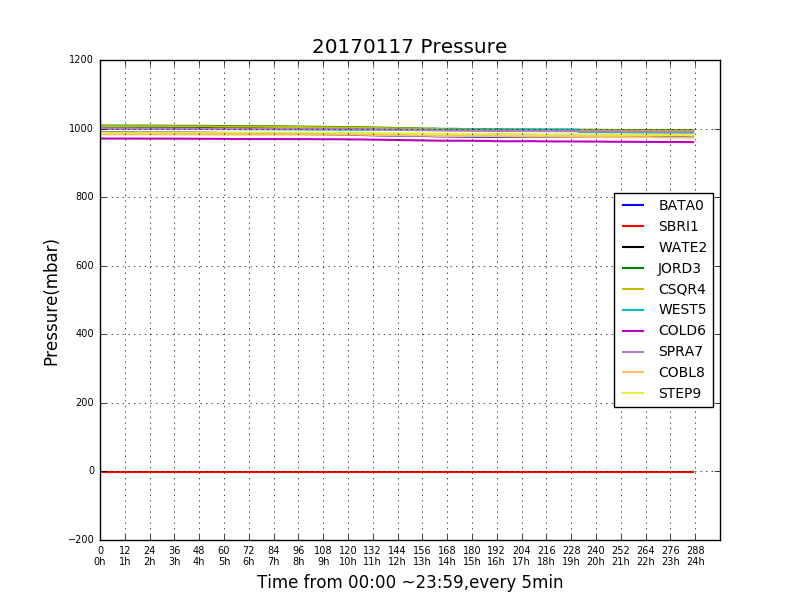 20170117 Pressure
1200
1000
800
600
400
200
0
−200
Pressure(mbar)
BATA0
SBRI1
WATE2
JORD3
CSQR4
WEST5
COLD6
SPRA7
COBL8
STEP9
0 12 24 36 48 60 72 84 96 108 120 132 144 156 168 180 192 204 216 228 240 252 264 276 288
0h 1h 2h 3h 4h 5h 6h 7h 8h 9h 10h 11h 12h 13h 14h 15h 16h 17h 18h 19h 20h 21h 22h 23h 24h
Time from 00:00 ~23:59,every 5min